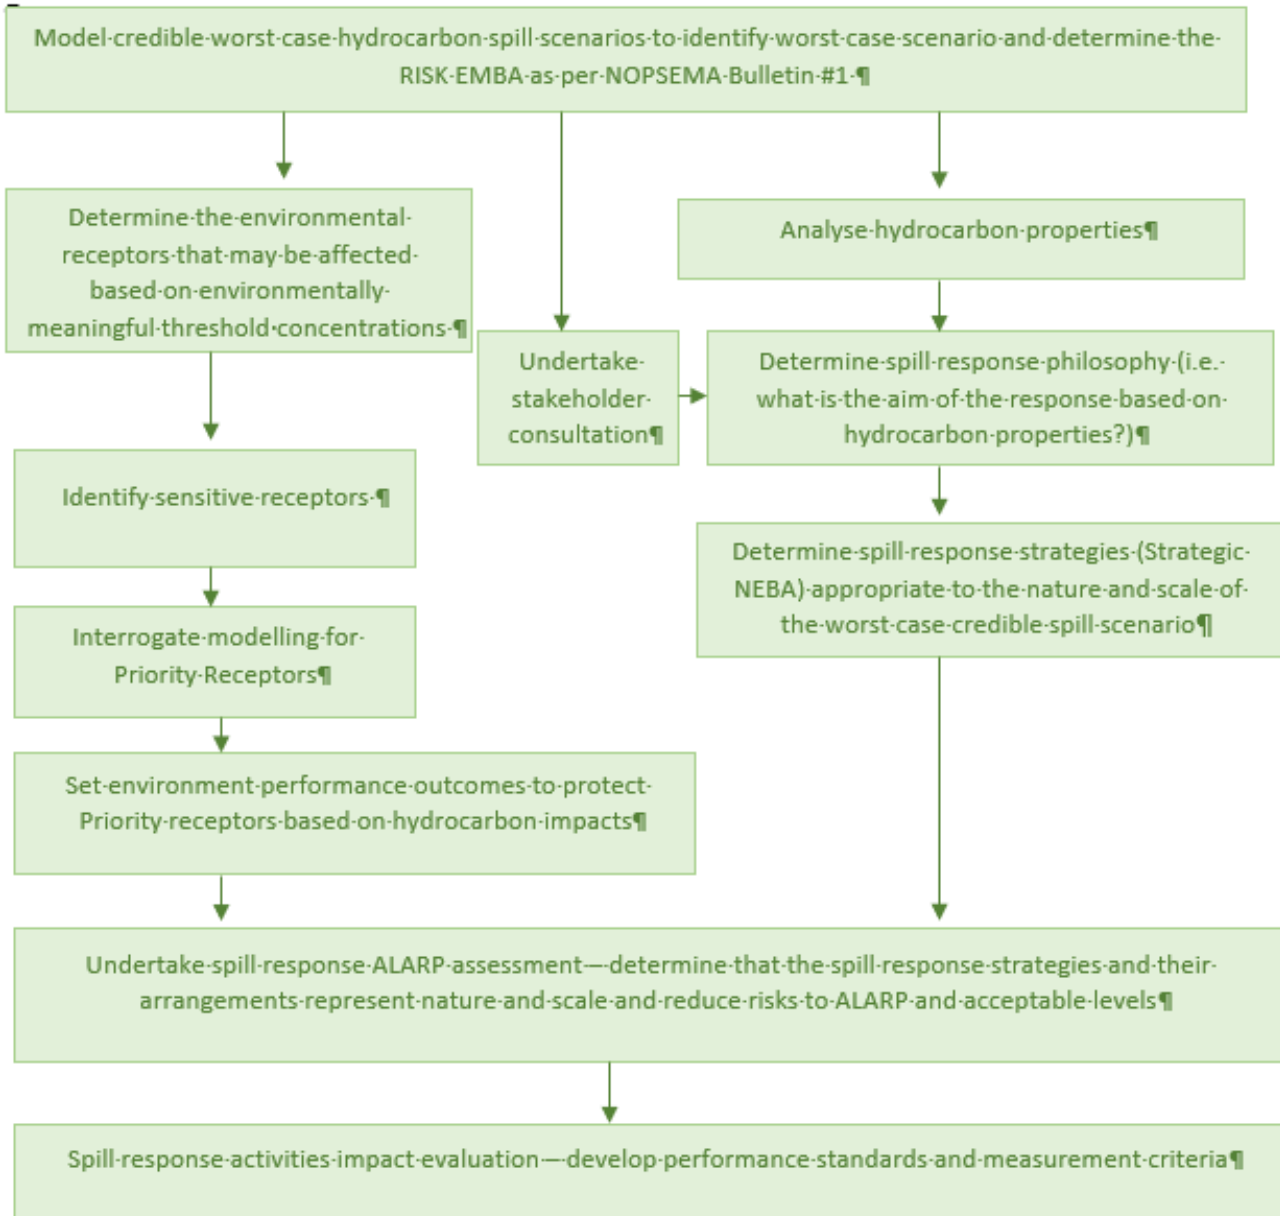 Model·credible·worst·case·hydrocarbon·spill·scenarios·to·identify·worst·case·scenario·and·determine·the·
RISK·EMBA·as·per·NOPSEMA·Bulletin·#1·¶
Determine·the·environmental·
receptors·that·may·be·affected·
based·on·environmentally·
meaningful·threshold·concentrations·¶
Analyse·hydrocarbon·properties¶
Undertake·
stakeholder·
consultation¶
Determine·spill·response·philosophy·(i.e.·
what·is·the·aim·of·the·response·based·on·
hydrocarbon·properties?)¶
Identify·sensitive·receptors·¶
Determine·spill·response·strategies·(Strategic·
NEBA)·appropriate·to·the·nature·and·scale·of·
the·worst·case·credible·spill·scenario¶
Interrogate·modelling·for·
Priority·Receptors¶
Set·environment·performance·outcomes·to·protect·
Priority·receptors·based·on·hydrocarbon·impacts¶
Undertake·spill·response·ALARP·assessment·–·determine·that·the·spill·response·strategies·and·their·
arrangements·represent·nature·and·scale·and·reduce·risks·to·ALARP·and·acceptable·levels¶
Spill·response·activities·impact·evaluation·–·develop·performance·standards·and·measurement·criteria¶